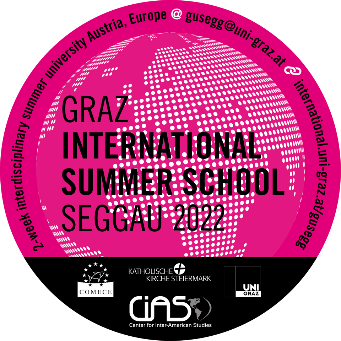 2-week interdisciplinary summer university Austria, Europe @ gusegg@uni-graz.at
international.uni-graz.at/gusegg
GRAZ
INTERNATIONAL
SUMMER SCHOOL
SEGGAU 2022
COMECE
KATHOLISCHE
KIRCHE STEIERMARK
UNI
GRAZ
CIAS
Center for Inter-American Studies